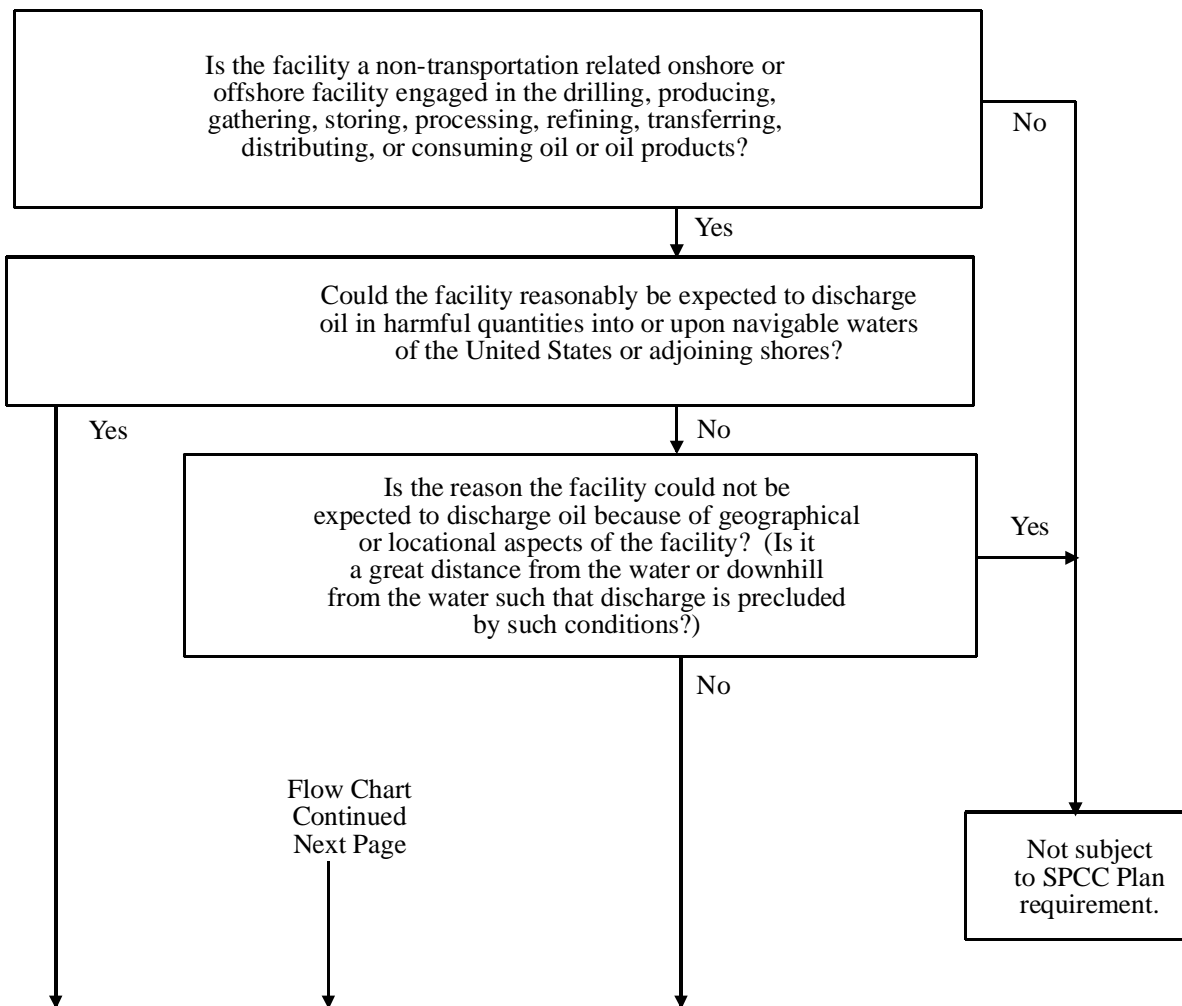 Is the facility a non-transportation related onshore or
offshore facility engaged in the drilling, producing,
gathering, storing, processing, refining, transferring,
distributing, or consuming oil or oil products?
No
Yes
Could the facility reasonably be expected to discharge
oil in harmful quantities into or upon navigable waters
of the United States or adjoining shores?
Yes
No
Is the reason the facility could not be
expected to discharge oil because of geographical
or locational aspects of the facility? (Is it
a great distance from the water or downhill
from the water such that discharge is precluded
by such conditions?)
Yes
No
Flow Chart
Continued
Next Page
Not subject
to SPCC Plan
requirement.